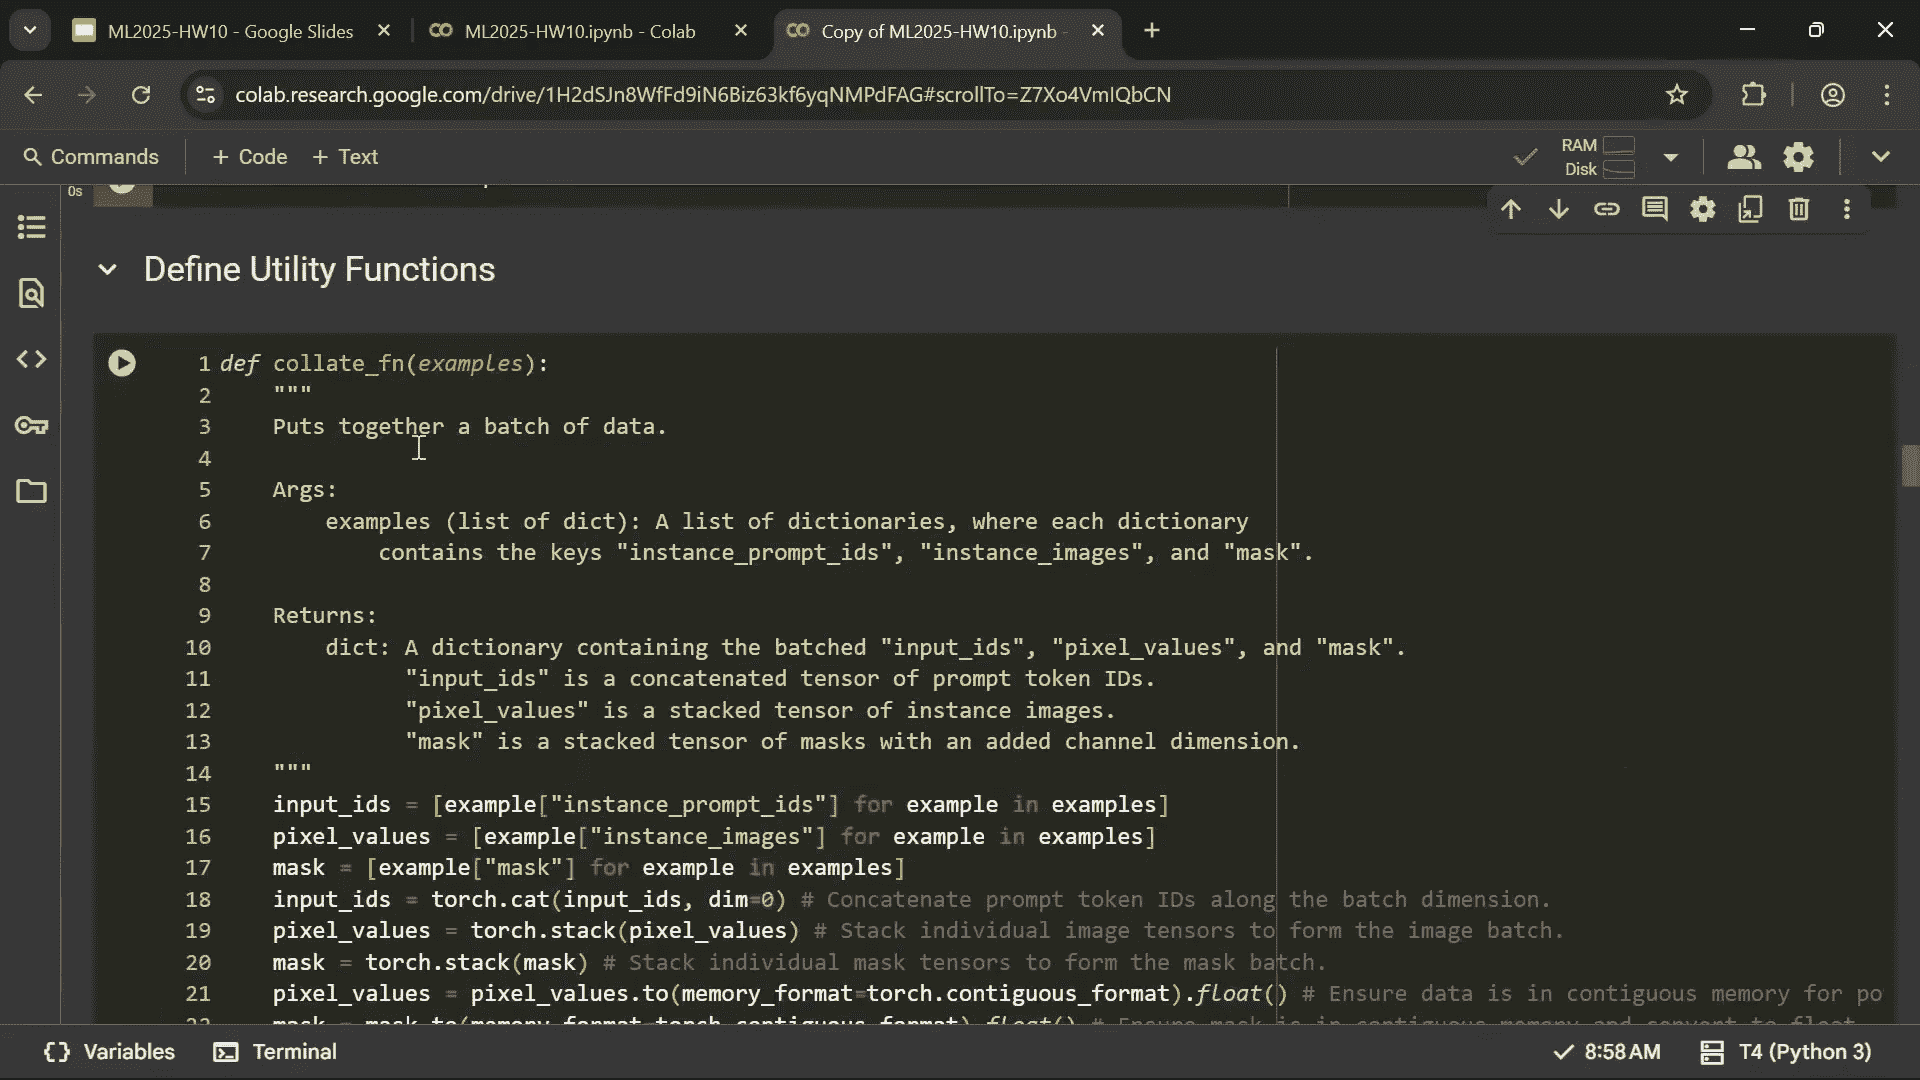 ML2025-HW10 - Google Slides
ML2025-HW10.ipynb - Colab
Copy of ML2025-HW10.ipynb -
colab.research.google.com/drive/1H2dSJn8WfFd9iN6Biz63kf6yqNMPdFAG#scrollTo=Z7Xo4VmIQbCN
Commands
+ Code
+ Text
RAM
Disk
0s
Define Utility Functions
1 def collate_fn(examples):
2 """
3 Puts together a batch of data.
4
5 Args:
6 examples (list of dict): A list of dictionaries, where each dictionary
7 contains the keys "instance_prompt_ids", "instance_images", and "mask".
8
9 Returns:
10 dict: A dictionary containing the batched "input_ids", "pixel_values", and "mask".
11 "input_ids" is a concatenated tensor of prompt token IDs.
12 "pixel_values" is a stacked tensor of instance images.
13 "mask" is a stacked tensor of masks with an added channel dimension.
14 """
15 input_ids = [example["instance_prompt_ids"] for example in examples]
16 pixel_values = [example["instance_images"] for example in examples]
17 mask = [example["mask"] for example in examples]
18 input_ids = torch.cat(input_ids, dim=0) # Concatenate prompt token IDs along the batch dimension.
19 pixel_values = torch.stack(pixel_values) # Stack individual image tensors to form the image batch.
20 mask = torch.stack(mask) # Stack individual mask tensors to form the mask batch.
21 pixel_values = pixel_values.to(memory_format=torch.contiguous_format).float() # Ensure data is in contiguous memory for po
Variables
Terminal
8:58 AM
T4 (Python 3)